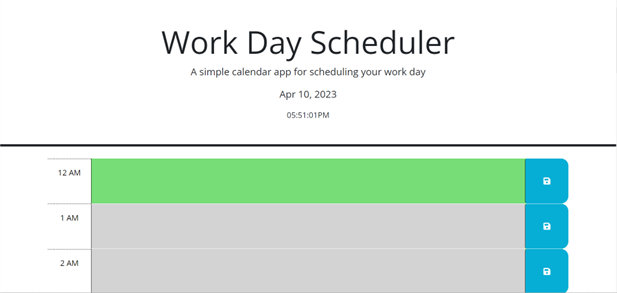 Work Day Scheduler
A simple calendar app for scheduling your work day
Apr 10, 2023
05:51:01PM
12 AM
1 AM
2 AM